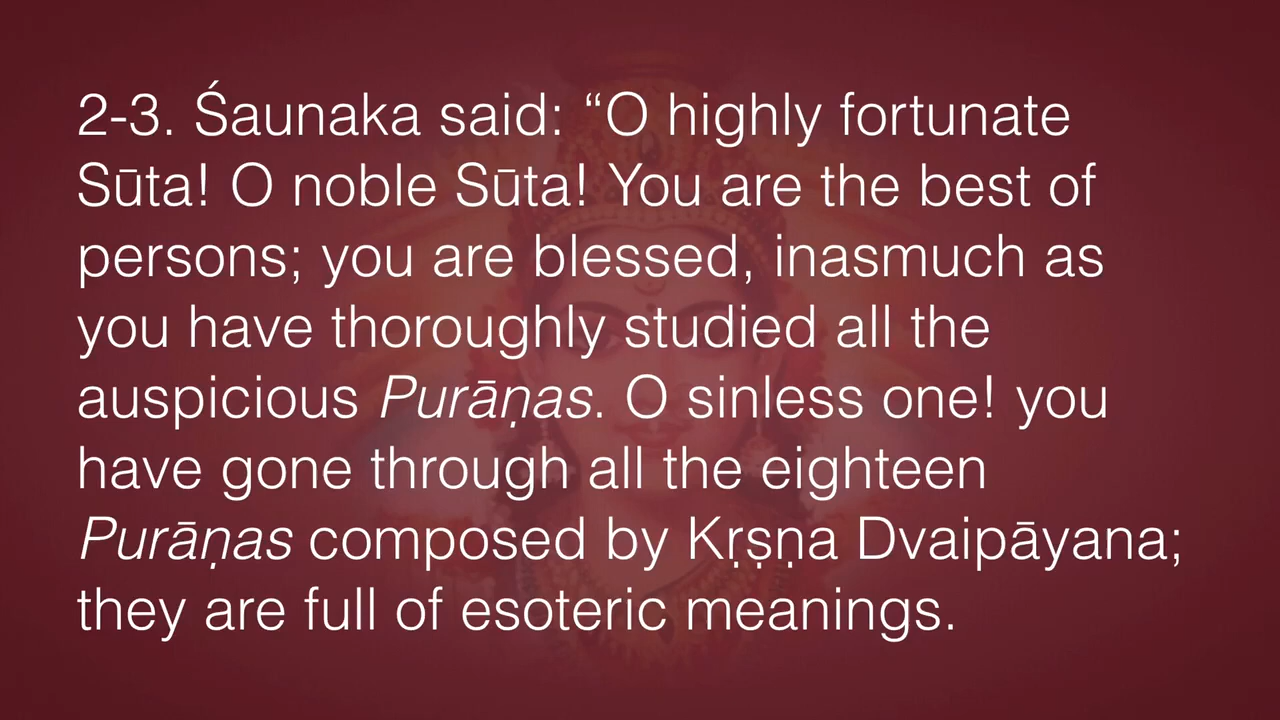 2-3. Śaunaka said: “O highly fortunate
Sūta! O noble Sūta! You are the best of
persons; you are blessed, inasmuch as
you have thoroughly studied all the
auspicious Purāṇas. O sinless one! you
have gone through all the eighteen
Purāṇas composed by Kṛṣṇa Dvaipāyana;
they are full of esoteric meanings.